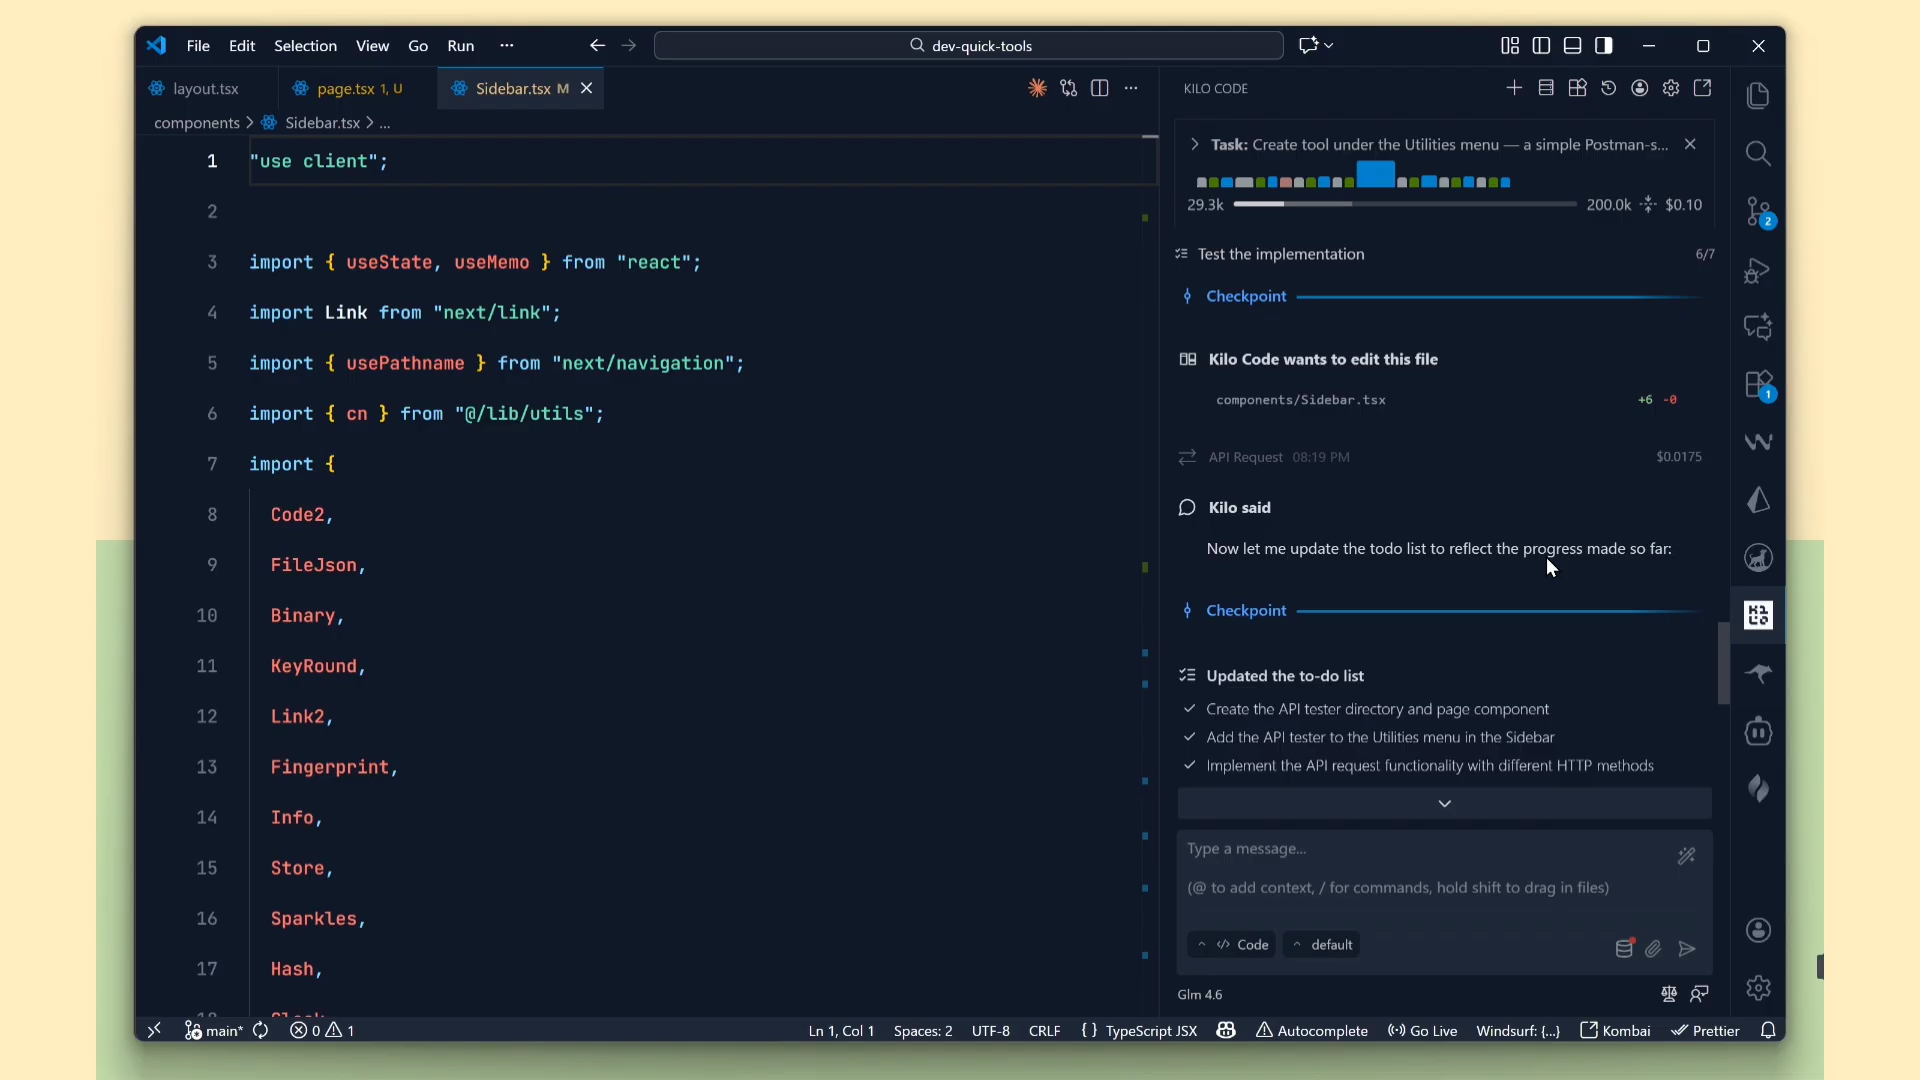 File Edit Selection View Go Run ···
dev-quick-tools
layout.tsx
page.tsx 1, U
Sidebar.tsx M
components > Sidebar.tsx > ...
1 "use client";
2
3 import { useState, useMemo } from "react";
4 import Link from "next/link";
5 import { usePathname } from "next/navigation";
6 import { cn } from "@/lib/utils";
7 import {
8 Code2,
9 FileJson,
10 Binary,
11 KeyRound,
12 Link2,
13 Fingerprint,
14 Info,
15 Store,
16 Sparkles,
17 Hash,
KILO CODE
Task: Create tool under the Utilities menu — a simple Postman-s...
29.3k 200.0k $0.10
Test the implementation 6/7
Checkpoint
Kilo Code wants to edit this file
components/Sidebar.tsx +6 -0
API Request 08:19 PM $0.0175
Kilo said
Now let me update the todo list to reflect the progress made so far:
Checkpoint
Updated the to-do list
Create the API tester directory and page component
Add the API tester to the Utilities menu in the Sidebar
Implement the API request functionality with different HTTP methods
Type a message...
(@ to add context, / for commands, hold shift to drag in files)
</> Code default
Glm 4.6
2
1
KILO
main* 0 1 Ln 1, Col 1 Spaces: 2 UTF-8 CRLF { } TypeScript JSX Autocomplete Go Live Windsurf: {...} Kombai Prettier